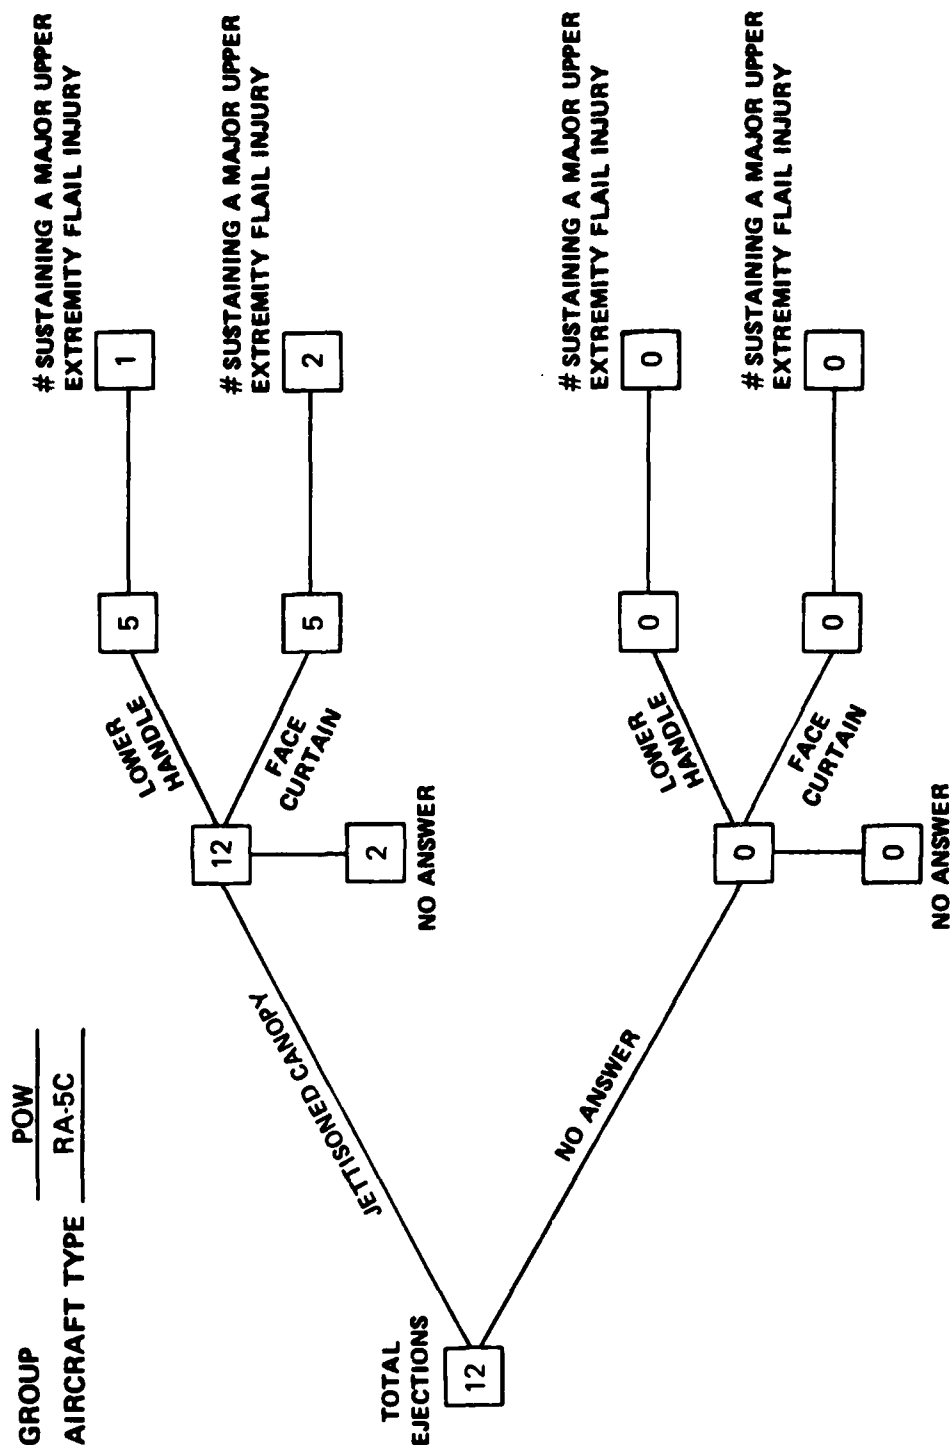 GROUP POW
AIRCRAFT TYPE RA-5C
# SUSTAINING A MAJOR UPPER
EXTREMITY FLAIL INJURY
1
5
LOWER
HANDLE
12
FACE
CURTAIN
5
# SUSTAINING A MAJOR UPPER
EXTREMITY FLAIL INJURY
2
2
NO ANSWER
JETTISONED CANOPY
TOTAL
EJECTIONS
12
NO ANSWER
# SUSTAINING A MAJOR UPPER
EXTREMITY FLAIL INJURY
0
0
LOWER
HANDLE
0
FACE
CURTAIN
0
# SUSTAINING A MAJOR UPPER
EXTREMITY FLAIL INJURY
0
0
NO ANSWER